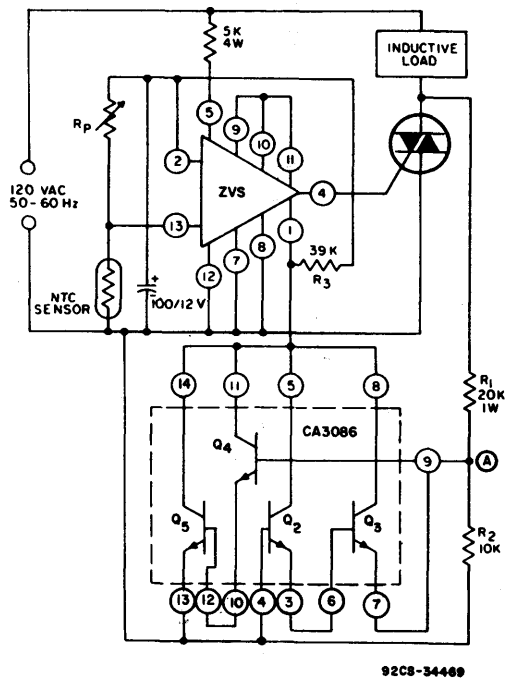 5K
4W
INDUCTIVE
LOAD
RP
5
9
10
11
2
ZVS
4
120 VAC
50-60 Hz
13
1
8
7
12
39K
R3
NTC
SENSOR
+
100/12 V
-
14
11
5
8
R1
20K
1W
CA3086
Q4
9
A
Q5
Q2
Q3
R2
10K
13
12
10
4
3
6
7
92CS-34469